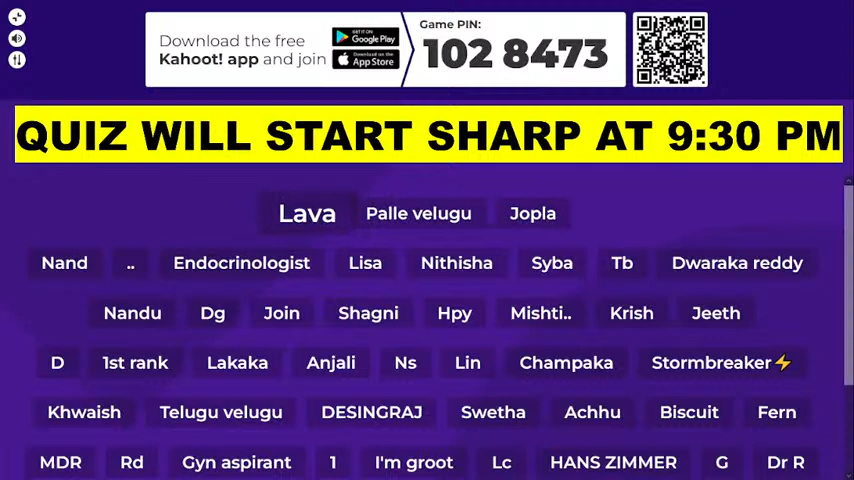 Download the free
Kahoot! app and join
GET IT ON
Google Play
Download on the
App Store
Game PIN:
102 8473
QUIZ WILL START SHARP AT 9:30 PM
Lava Palle velugu Jopla
Nand .. Endocrinologist Lisa Nithisha Syba Tb Dwaraka reddy
Nandu Dg Join Shagni Hpy Mishti.. Krish Jeeth
D 1st rank Lakaka Anjali Ns Lin Champaka Stormbreaker⚡
Khwaish Telugu velugu DESINGRAJ Swetha Achhu Biscuit Fern
MDR Rd Gyn aspirant 1 I'm groot Lc HANS ZIMMER G Dr R